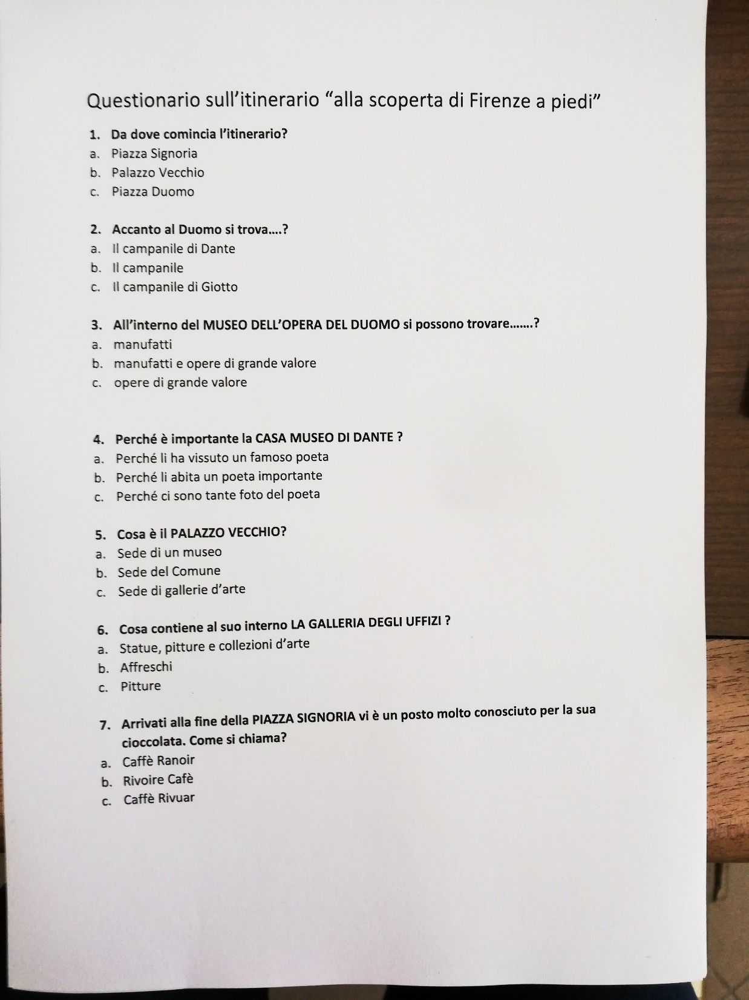 Questionario sull’itinerario “alla scoperta di Firenze a piedi”
1. Da dove comincia l’itinerario?
a. Piazza Signoria
b. Palazzo Vecchio
c. Piazza Duomo
2. Accanto al Duomo si trova....?
a. Il campanile di Dante
b. Il campanile
c. Il campanile di Giotto
3. All’interno del MUSEO DELL’OPERA DEL DUOMO si possono trovare.......?
a. manufatti
b. manufatti e opere di grande valore
c. opere di grande valore
4. Perché è importante la CASA MUSEO DI DANTE ?
a. Perché li ha vissuto un famoso poeta
b. Perché li abita un poeta importante
c. Perché ci sono tante foto del poeta
5. Cosa è il PALAZZO VECCHIO?
a. Sede di un museo
b. Sede del Comune
c. Sede di gallerie d’arte
6. Cosa contiene al suo interno LA GALLERIA DEGLI UFFIZI ?
a. Statue, pitture e collezioni d’arte
b. Affreschi
c. Pitture
7. Arrivati alla fine della PIAZZA SIGNORIA vi è un posto molto conosciuto per la sua
cioccolata. Come si chiama?
a. Caffè Ranoir
b. Rivoire Cafè
c. Caffè Rivuar